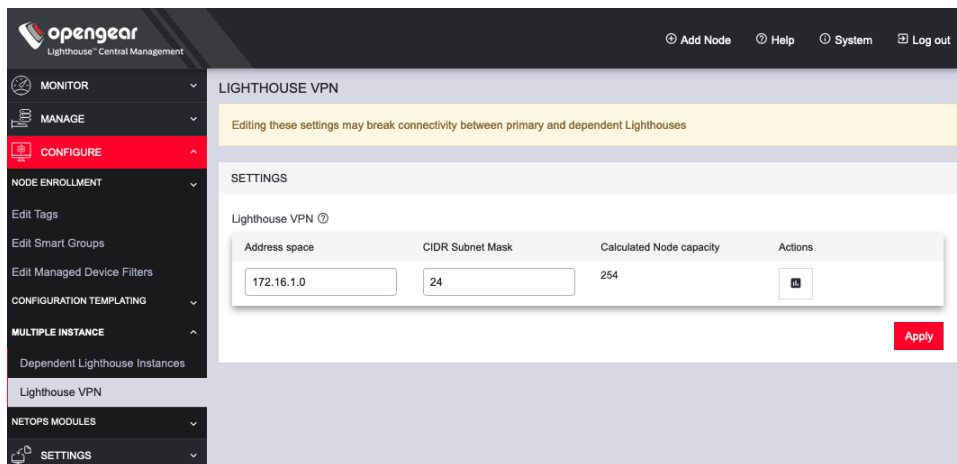 opengear
Lighthouse™ Central Management
Add Node
Help
System
Log out
MONITOR
MANAGE
CONFIGURE
NODE ENROLLMENT
Edit Tags
Edit Smart Groups
Edit Managed Device Filters
CONFIGURATION TEMPLATING
MULTIPLE INSTANCE
Dependent Lighthouse Instances
Lighthouse VPN
NETOPS MODULES
SETTINGS
LIGHTHOUSE VPN
Editing these settings may break connectivity between primary and dependent Lighthouses
SETTINGS
Lighthouse VPN
Address space CIDR Subnet Mask Calculated Node capacity Actions
172.16.1.0 24 254
Apply